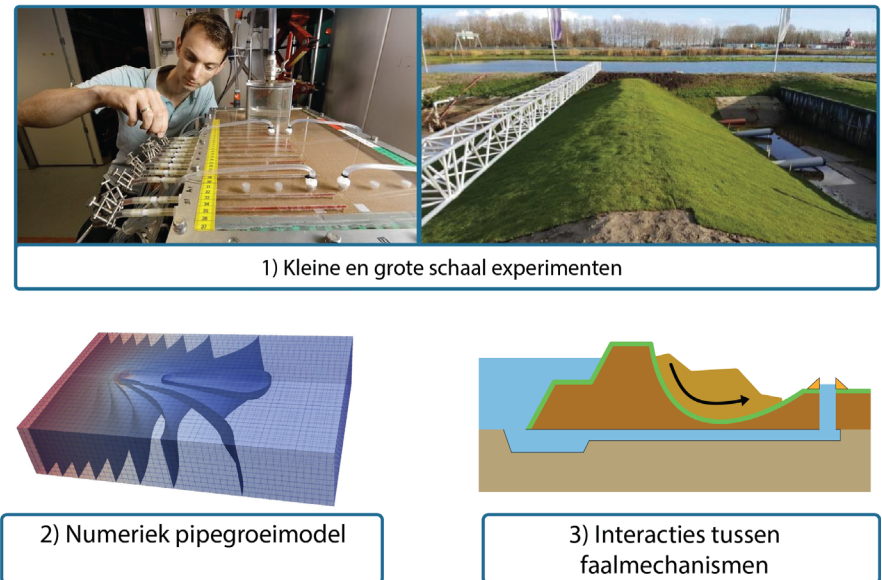 1) Kleine en grote schaal experimenten
2) Numeriek pipegroeimodel
3) Interacties tussen
faalmechanismen